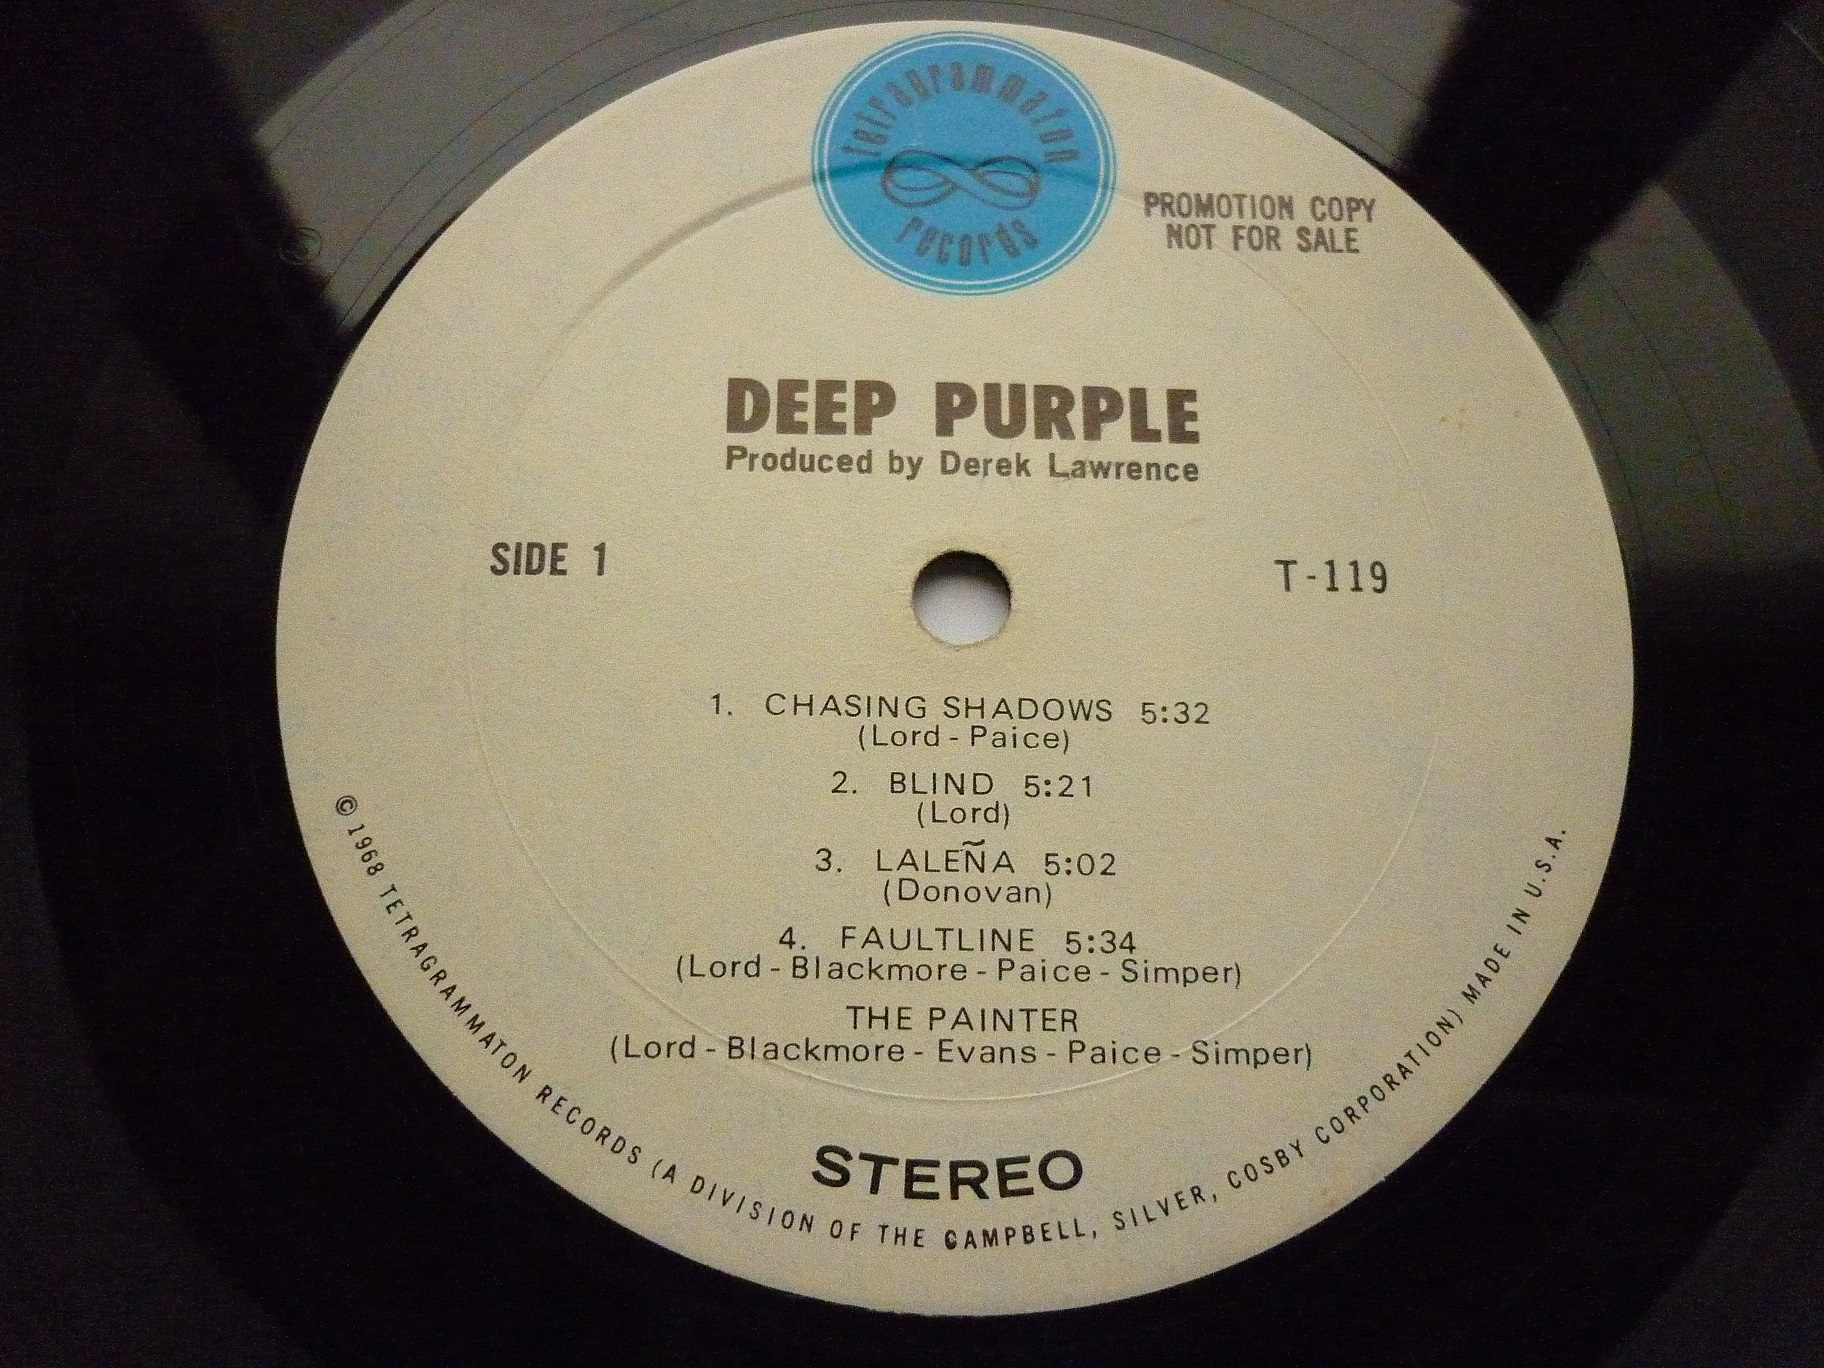 tetragrammaton
records
PROMOTION COPY
NOT FOR SALE
DEEP PURPLE
Produced by Derek Lawrence
SIDE 1
T-119
1. CHASING SHADOWS 5:32
(Lord - Paice)
2. BLIND 5:21
(Lord)
3. LALEÑA 5:02
(Donovan)
4. FAULTLINE 5:34
(Lord - Blackmore - Paice - Simper)
THE PAINTER
(Lord - Blackmore - Evans - Paice - Simper)
STEREO
© 1968 TETRAGRAMMATON RECORDS (A DIVISION OF THE CAMPBELL, SILVER, COSBY CORPORATION) MADE IN U.S.A.